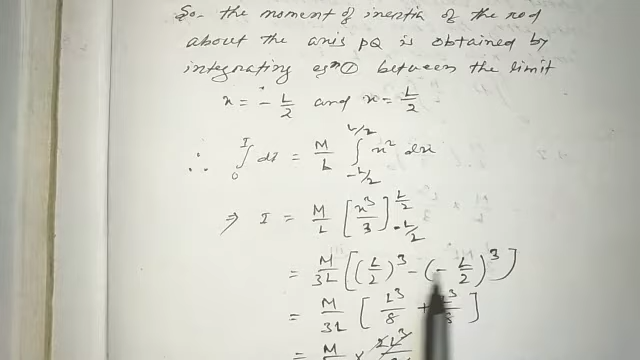 So, the moment of inertia of the rod
about the axis PQ is obtained by
integrating eqn ① between the limit
x = - L/2 and x = L/2
∴ ∫₀ᴵ dI = M/L ∫_{-L/2}^{L/2} x² dx
⇒ I = M/L [x³/3]_{-L/2}^{L/2}
= M/3L [(L/2)³ - (- L/2)³]
= M/3L [L³/8 + L³/8]
= M × 2L³